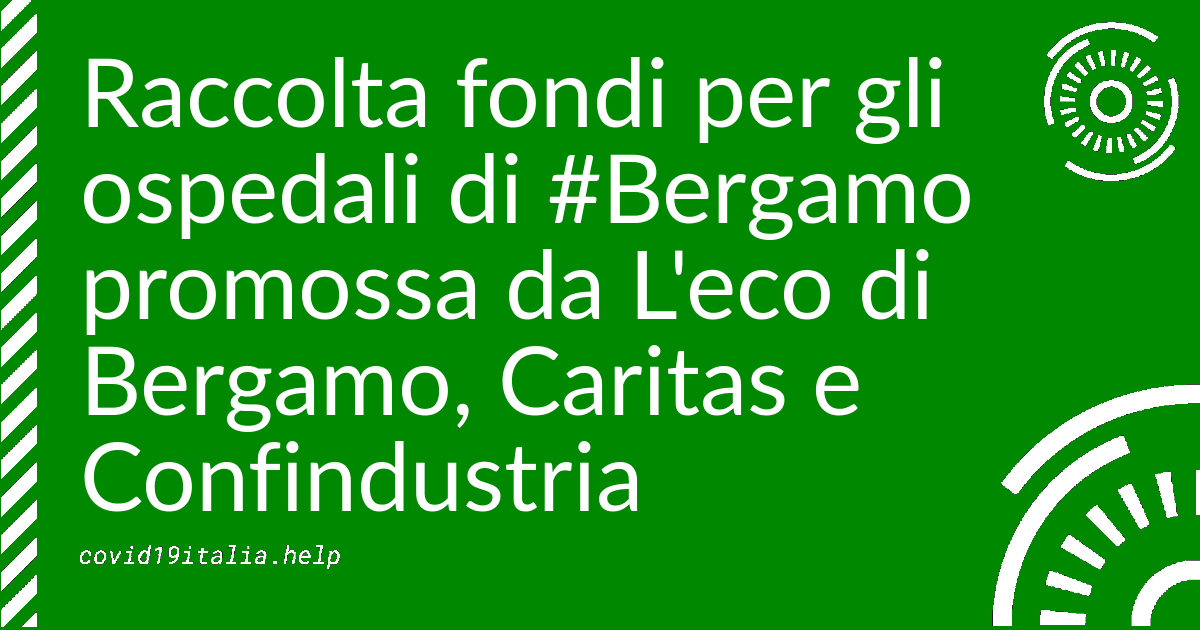 Raccolta fondi per gli
ospedali di #Bergamo
promossa da L'eco di
Bergamo, Caritas e
Confindustria
covid19italia.help